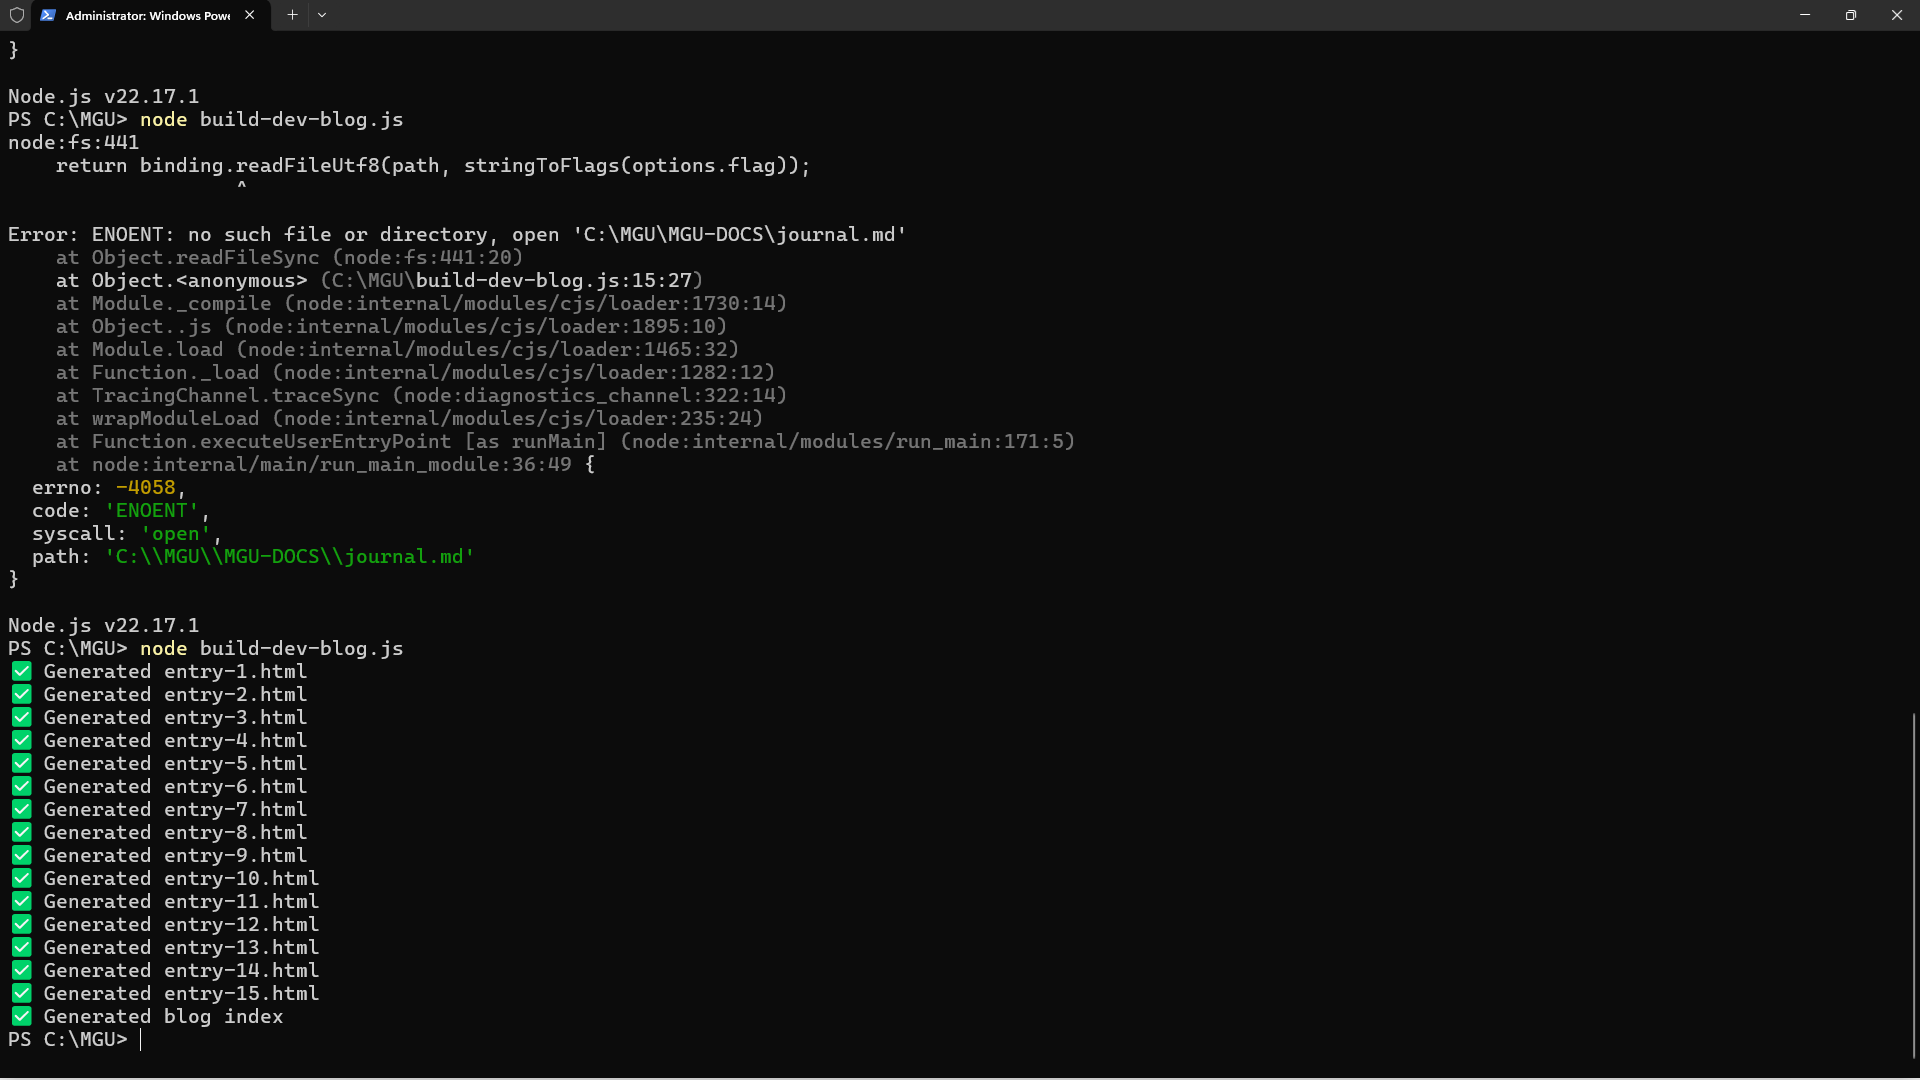 Administrator: Windows Powe
}
Node.js v22.17.1
PS C:\MGU> node build-dev-blog.js
node:fs:441
    return binding.readFileUtf8(path, stringToFlags(options.flag));
                   ^
Error: ENOENT: no such file or directory, open 'C:\MGU\MGU-DOCS\journal.md'
    at Object.readFileSync (node:fs:441:20)
    at Object.<anonymous> (C:\MGU\build-dev-blog.js:15:27)
    at Module._compile (node:internal/modules/cjs/loader:1730:14)
    at Object..js (node:internal/modules/cjs/loader:1895:10)
    at Module.load (node:internal/modules/cjs/loader:1465:32)
    at Function._load (node:internal/modules/cjs/loader:1282:12)
    at TracingChannel.traceSync (node:diagnostics_channel:322:14)
    at wrapModuleLoad (node:internal/modules/cjs/loader:235:24)
    at Function.executeUserEntryPoint [as runMain] (node:internal/modules/run_main:171:5)
    at node:internal/main/run_main_module:36:49 {
  errno: -4058,
  code: 'ENOENT',
  syscall: 'open',
  path: 'C:\\MGU\\MGU-DOCS\\journal.md'
}
Node.js v22.17.1
PS C:\MGU> node build-dev-blog.js
✅ Generated entry-1.html
✅ Generated entry-2.html
✅ Generated entry-3.html
✅ Generated entry-4.html
✅ Generated entry-5.html
✅ Generated entry-6.html
✅ Generated entry-7.html
✅ Generated entry-8.html
✅ Generated entry-9.html
✅ Generated entry-10.html
✅ Generated entry-11.html
✅ Generated entry-12.html
✅ Generated entry-13.html
✅ Generated entry-14.html
✅ Generated entry-15.html
✅ Generated blog index
PS C:\MGU>